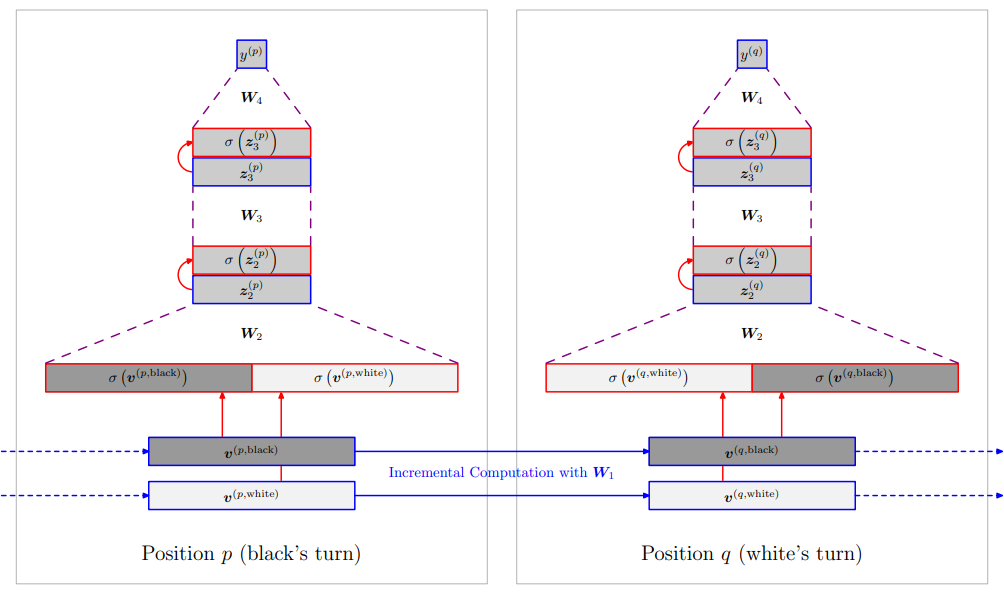 y^(p)
W_4
σ(z_3^(p))
z_3^(p)
W_3
σ(z_2^(p))
z_2^(p)
W_2
σ(v^(p,black)) σ(v^(p,white))
v^(p,black)
v^(p,white)
Position p (black's turn)
Incremental Computation with W_1
y^(q)
W_4
σ(z_3^(q))
z_3^(q)
W_3
σ(z_2^(q))
z_2^(q)
W_2
σ(v^(q,white)) σ(v^(q,black))
v^(q,black)
v^(q,white)
Position q (white's turn)